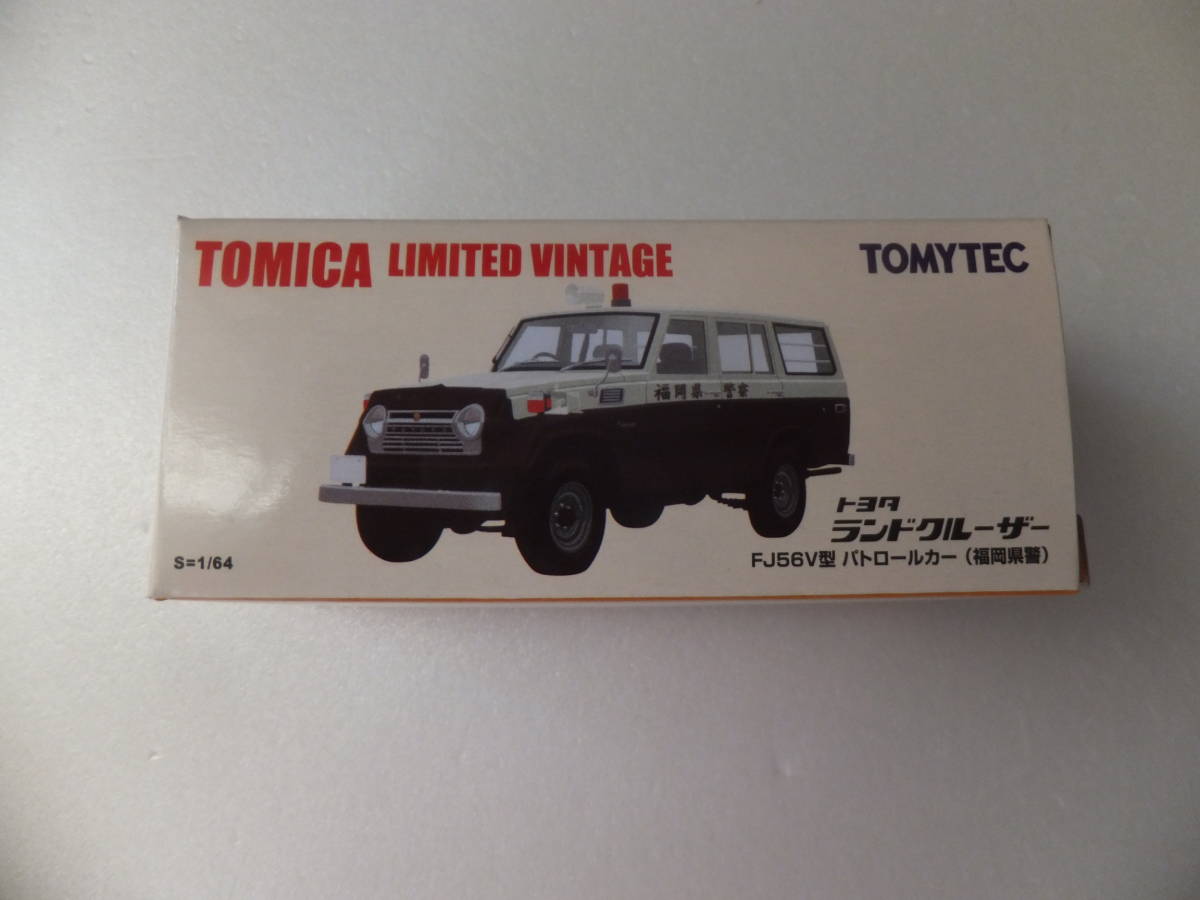 TOMICA LIMITED VINTAGE
TOMYTEC
福岡県 警察
TOYOTA
トヨタ
ランドクルーザー
FJ56V型 パトロールカー（福岡県警）
S=1/64